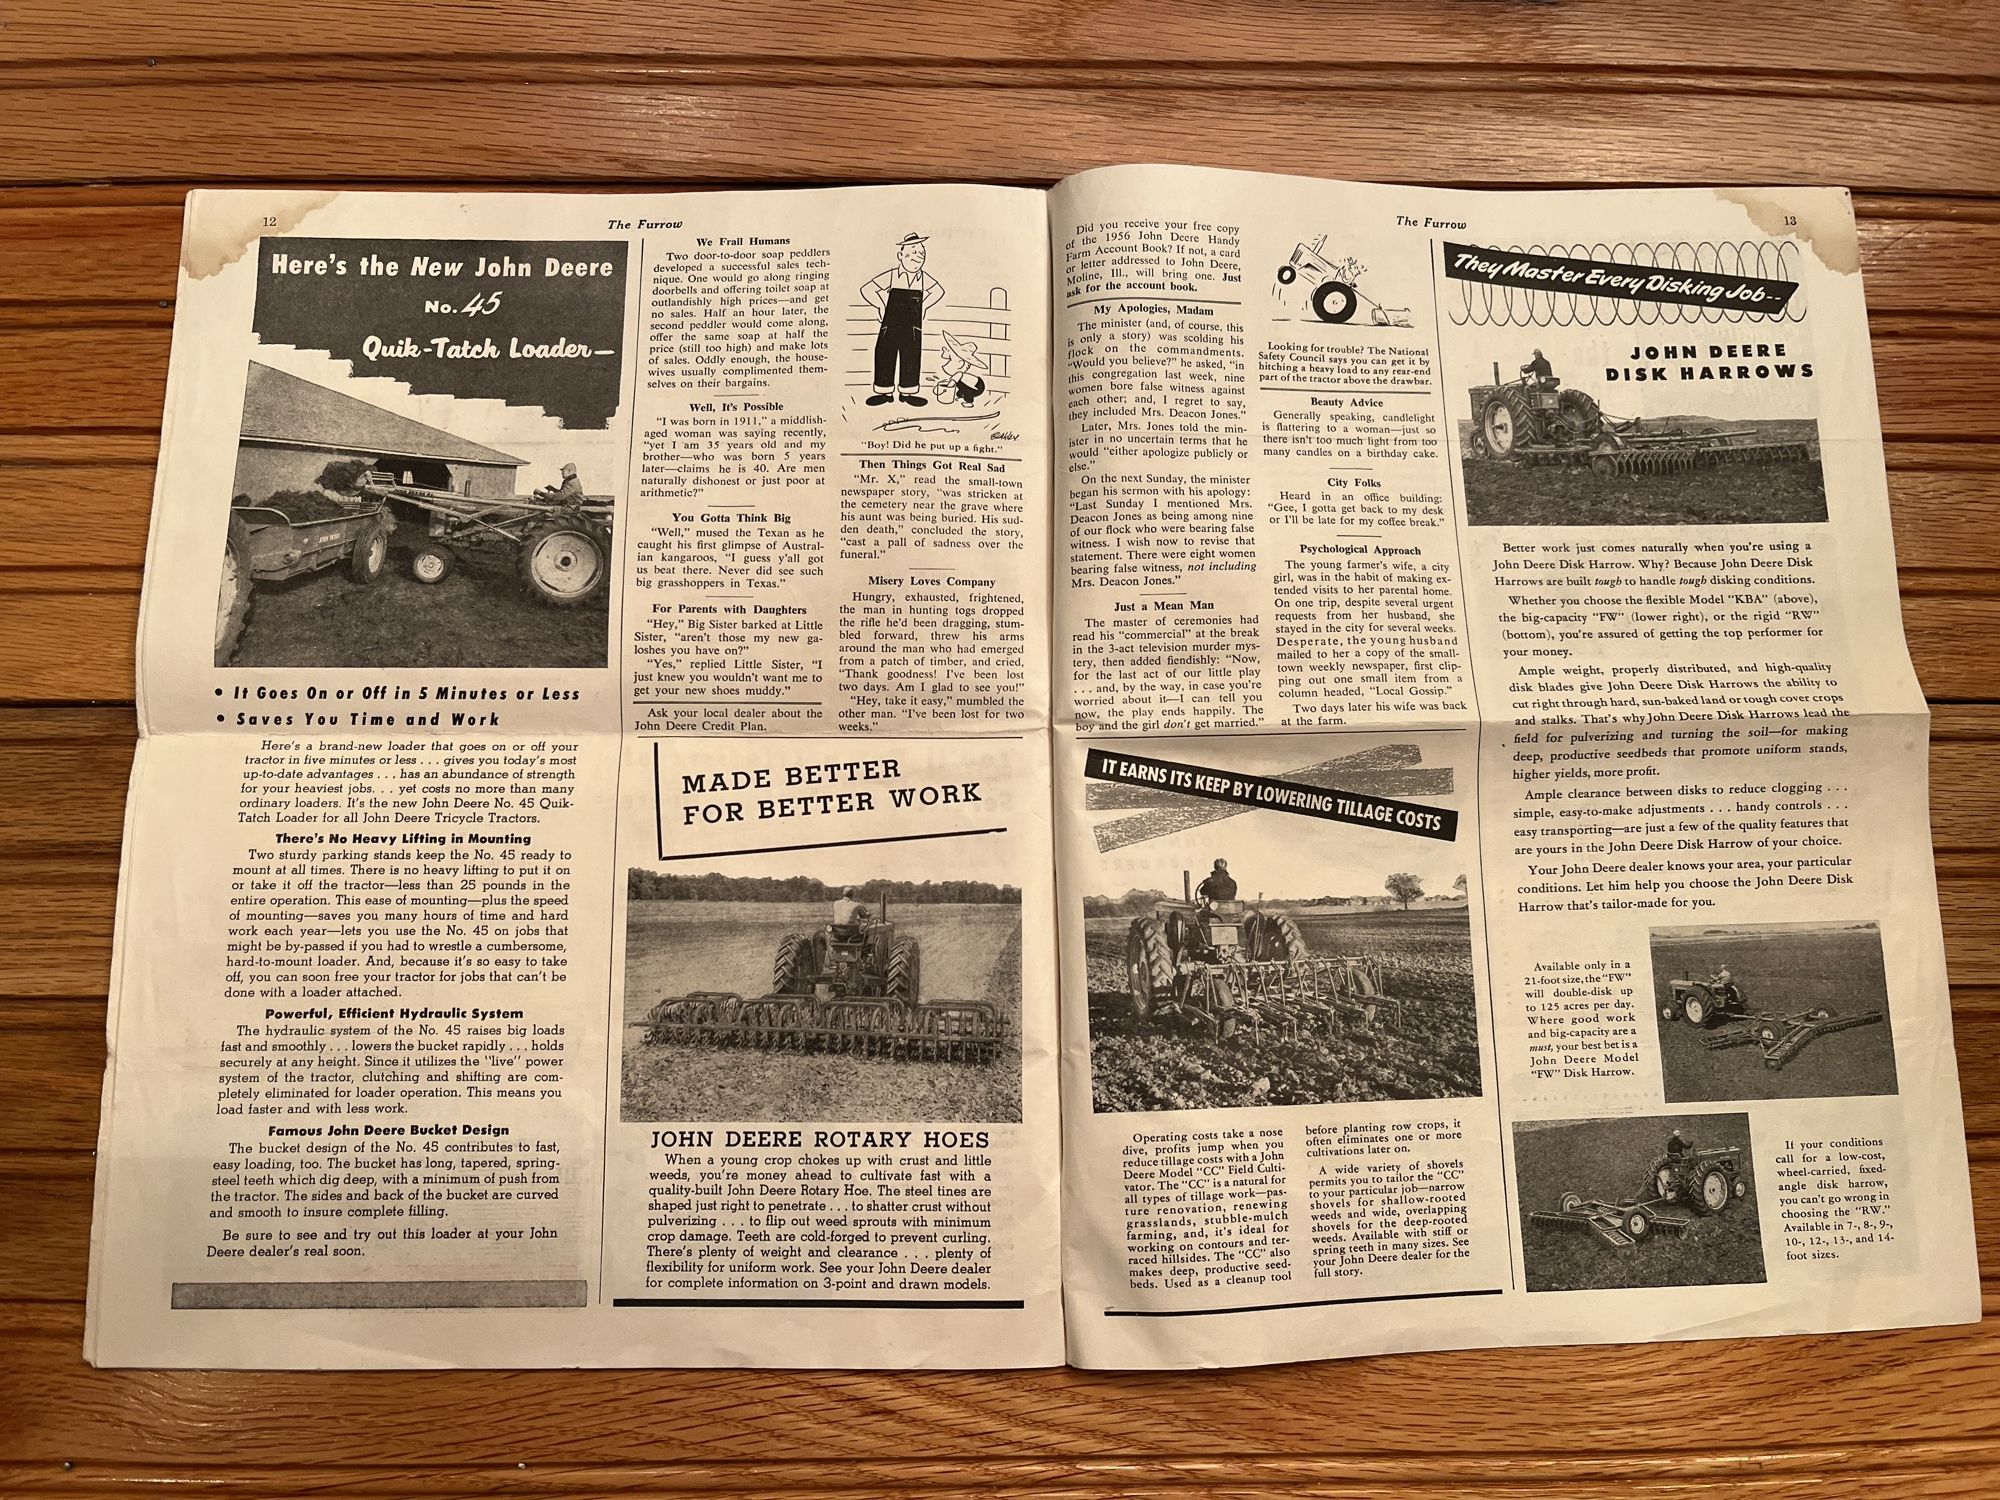 12
The Furrow
Here's the New John Deere
No. 45
Quik-Tatch Loader—
• It Goes On or Off in 5 Minutes or Less
• Saves You Time and Work
Here's a brand-new loader that goes on or off your
tractor in five minutes or less . . . gives you today's most
up-to-date advantages . . . has an abundance of strength
for your heaviest jobs. . . yet costs no more than many
ordinary loaders. It's the new John Deere No. 45 Quik-
Tatch Loader for all John Deere Tricycle Tractors.
There's No Heavy Lifting in Mounting
Two sturdy parking stands keep the No. 45 ready to
mount at all times. There is no heavy lifting to put it on
or take it off the tractor—less than 25 pounds in the
entire operation. This ease of mounting—plus the speed
of mounting—saves you many hours of time and hard
work each year—lets you use the No. 45 on jobs that
might be by-passed if you had to wrestle a cumbersome,
hard-to-mount loader. And, because it's so easy to take
off, you can soon free your tractor for jobs that can't be
done with a loader attached.
Powerful, Efficient Hydraulic System
The hydraulic system of the No. 45 raises big loads
fast and smoothly . . . lowers the bucket rapidly . . . holds
securely at any height. Since it utilizes the "live" power
system of the tractor, clutching and shifting are com-
pletely eliminated for loader operation. This means you
load faster and with less work.
Famous John Deere Bucket Design
The bucket design of the No. 45 contributes to fast,
easy loading, too. The bucket has long, tapered, spring-
steel teeth which dig deep, with a minimum of push from
the tractor. The sides and back of the bucket are curved
and smooth to insure complete filling.
Be sure to see and try out this loader at your John
Deere dealer's real soon.
We Frail Humans
Two door-to-door soap peddlers
developed a successful sales tech-
nique. One would go along ringing
doorbells and offering toilet soap at
outlandishly high prices—and get
no sales. Half an hour later, the
second peddler would come along,
offer the same soap at half the
price (still too high) and make lots
of sales. Oddly enough, the house-
wives usually complimented them-
selves on their bargains.
Well, It's Possible
"I was born in 1911," a middlish-
aged woman was saying recently,
"yet I am 35 years old and my
brother—who was born 5 years
later—claims he is 40. Are men
naturally dishonest or just poor at
arithmetic?"
You Gotta Think Big
"Well," mused the Texan as he
caught his first glimpse of Austral-
ian kangaroos, "I guess y'all got
us beat there. Never did see such
big grasshoppers in Texas."
For Parents with Daughters
"Hey," Big Sister barked at Little
Sister, "aren't those my new ga-
loshes you have on?"
"Yes," replied Little Sister, "I
just knew you wouldn't want me to
get your new shoes muddy."
Ask your local dealer about the
John Deere Credit Plan.
"Boy! Did he put up a fight."
Then Things Got Real Sad
"Mr. X," read the small-town
newspaper story, "was stricken at
the cemetery near the grave where
his aunt was being buried. His sud-
den death," concluded the story,
"cast a pall of sadness over the
funeral."
Misery Loves Company
Hungry, exhausted, frightened,
the man in hunting togs dropped
the rifle he'd been dragging, stum-
bled forward, threw his arms
around the man who had emerged
from a patch of timber, and cried,
"Thank goodness! I've been lost
two days. Am I glad to see you!"
"Hey, take it easy," mumbled the
other man. "I've been lost for two
weeks."
MADE BETTER
FOR BETTER WORK
JOHN DEERE ROTARY HOES
When a young crop chokes up with crust and little
weeds, you're money ahead to cultivate fast with a
quality-built John Deere Rotary Hoe. The steel tines are
shaped just right to penetrate . . . to shatter crust without
pulverizing . . . to flip out weed sprouts with minimum
crop damage. Teeth are cold-forged to prevent curling.
There's plenty of weight and clearance . . . plenty of
flexibility for uniform work. See your John Deere dealer
for complete information on 3-point and drawn models.
The Furrow
13
Did you receive your free copy
of the 1956 John Deere Handy
Farm Account Book? If not, a card
or letter addressed to John Deere,
Moline, Ill., will bring one. Just
ask for the account book.
My Apologies, Madam
The minister (and, of course, this
is only a story) was scolding his
flock on the commandments.
"Would you believe?" he asked, "in
this congregation last week, nine
women bore false witness against
each other; and, I regret to say,
they included Mrs. Deacon Jones."
Later, Mrs. Jones told the min-
ister in no uncertain terms that he
would "either apologize publicly or
else."
On the next Sunday, the minister
began his sermon with his apology:
"Last Sunday I mentioned Mrs.
Deacon Jones as being among nine
of our flock who were bearing false
witness. I wish now to revise that
statement. There were eight women
bearing false witness, not including
Mrs. Deacon Jones."
Just a Mean Man
The master of ceremonies had
read his "commercial" at the break
in the 3-act television murder mys-
tery, then added fiendishly: "Now,
for the last act of our little play
. . . and, by the way, in case you're
worried about it—I can tell you
now, the play ends happily. The
boy and the girl don't get married."
Looking for trouble? The National
Safety Council says you can get it by
hitching a heavy load to any rear-end
part of the tractor above the drawbar.
Beauty Advice
Generally speaking, candlelight
is flattering to a woman—just so
there isn't too much light from too
many candles on a birthday cake.
City Folks
Heard in an office building:
"Gee, I gotta get back to my desk
or I'll be late for my coffee break."
Psychological Approach
The young farmer's wife, a city
girl, was in the habit of making ex-
tended visits to her parental home.
On one trip, despite several urgent
requests from her husband, she
stayed in the city for several weeks.
Desperate, the young husband
mailed to her a copy of the small-
town weekly newspaper, first clip-
ping out one small item from a
column headed, "Local Gossip."
Two days later his wife was back
at the farm.
IT EARNS ITS KEEP BY LOWERING TILLAGE COSTS
Operating costs take a nose
dive, profits jump when you
reduce tillage costs with a John
Deere Model "CC" Field Culti-
vator. The "CC" is a natural for
all types of tillage work—pas-
ture renovation, renewing
grasslands, stubble-mulch
farming, and, it's ideal for
working on contours and ter-
raced hillsides. The "CC" also
makes deep, productive seed-
beds. Used as a cleanup tool
before planting row crops, it
often eliminates one or more
cultivations later on.
A wide variety of shovels
permits you to tailor the "CC"
to your particular job—narrow
shovels for shallow-rooted
weeds and wide, overlapping
shovels for the deep-rooted
weeds. Available with stiff or
spring teeth in many sizes. See
your John Deere dealer for the
full story.
They Master Every Disking Job--
JOHN DEERE
DISK HARROWS
Better work just comes naturally when you're using a
John Deere Disk Harrow. Why? Because John Deere Disk
Harrows are built tough to handle tough disking conditions.
Whether you choose the flexible Model "KBA" (above),
the big-capacity "FW" (lower right), or the rigid "RW"
(bottom), you're assured of getting the top performer for
your money.
Ample weight, properly distributed, and high-quality
disk blades give John Deere Disk Harrows the ability to
cut right through hard, sun-baked land or tough cover crops
and stalks. That's why John Deere Disk Harrows lead the
field for pulverizing and turning the soil—for making
deep, productive seedbeds that promote uniform stands,
higher yields, more profit.
Ample clearance between disks to reduce clogging . . .
simple, easy-to-make adjustments . . . handy controls . . .
easy transporting—are just a few of the quality features that
are yours in the John Deere Disk Harrow of your choice.
Your John Deere dealer knows your area, your particular
conditions. Let him help you choose the John Deere Disk
Harrow that's tailor-made for you.
Available only in a
21-foot size, the "FW"
will double-disk up
to 125 acres per day.
Where good work
and big-capacity are a
must, your best bet is a
John Deere Model
"FW" Disk Harrow.
If your conditions
call for a low-cost,
wheel-carried, fixed-
angle disk harrow,
you can't go wrong in
choosing the "RW."
Available in 7-, 8-, 9-,
10-, 12-, 13-, and 14-
foot sizes.